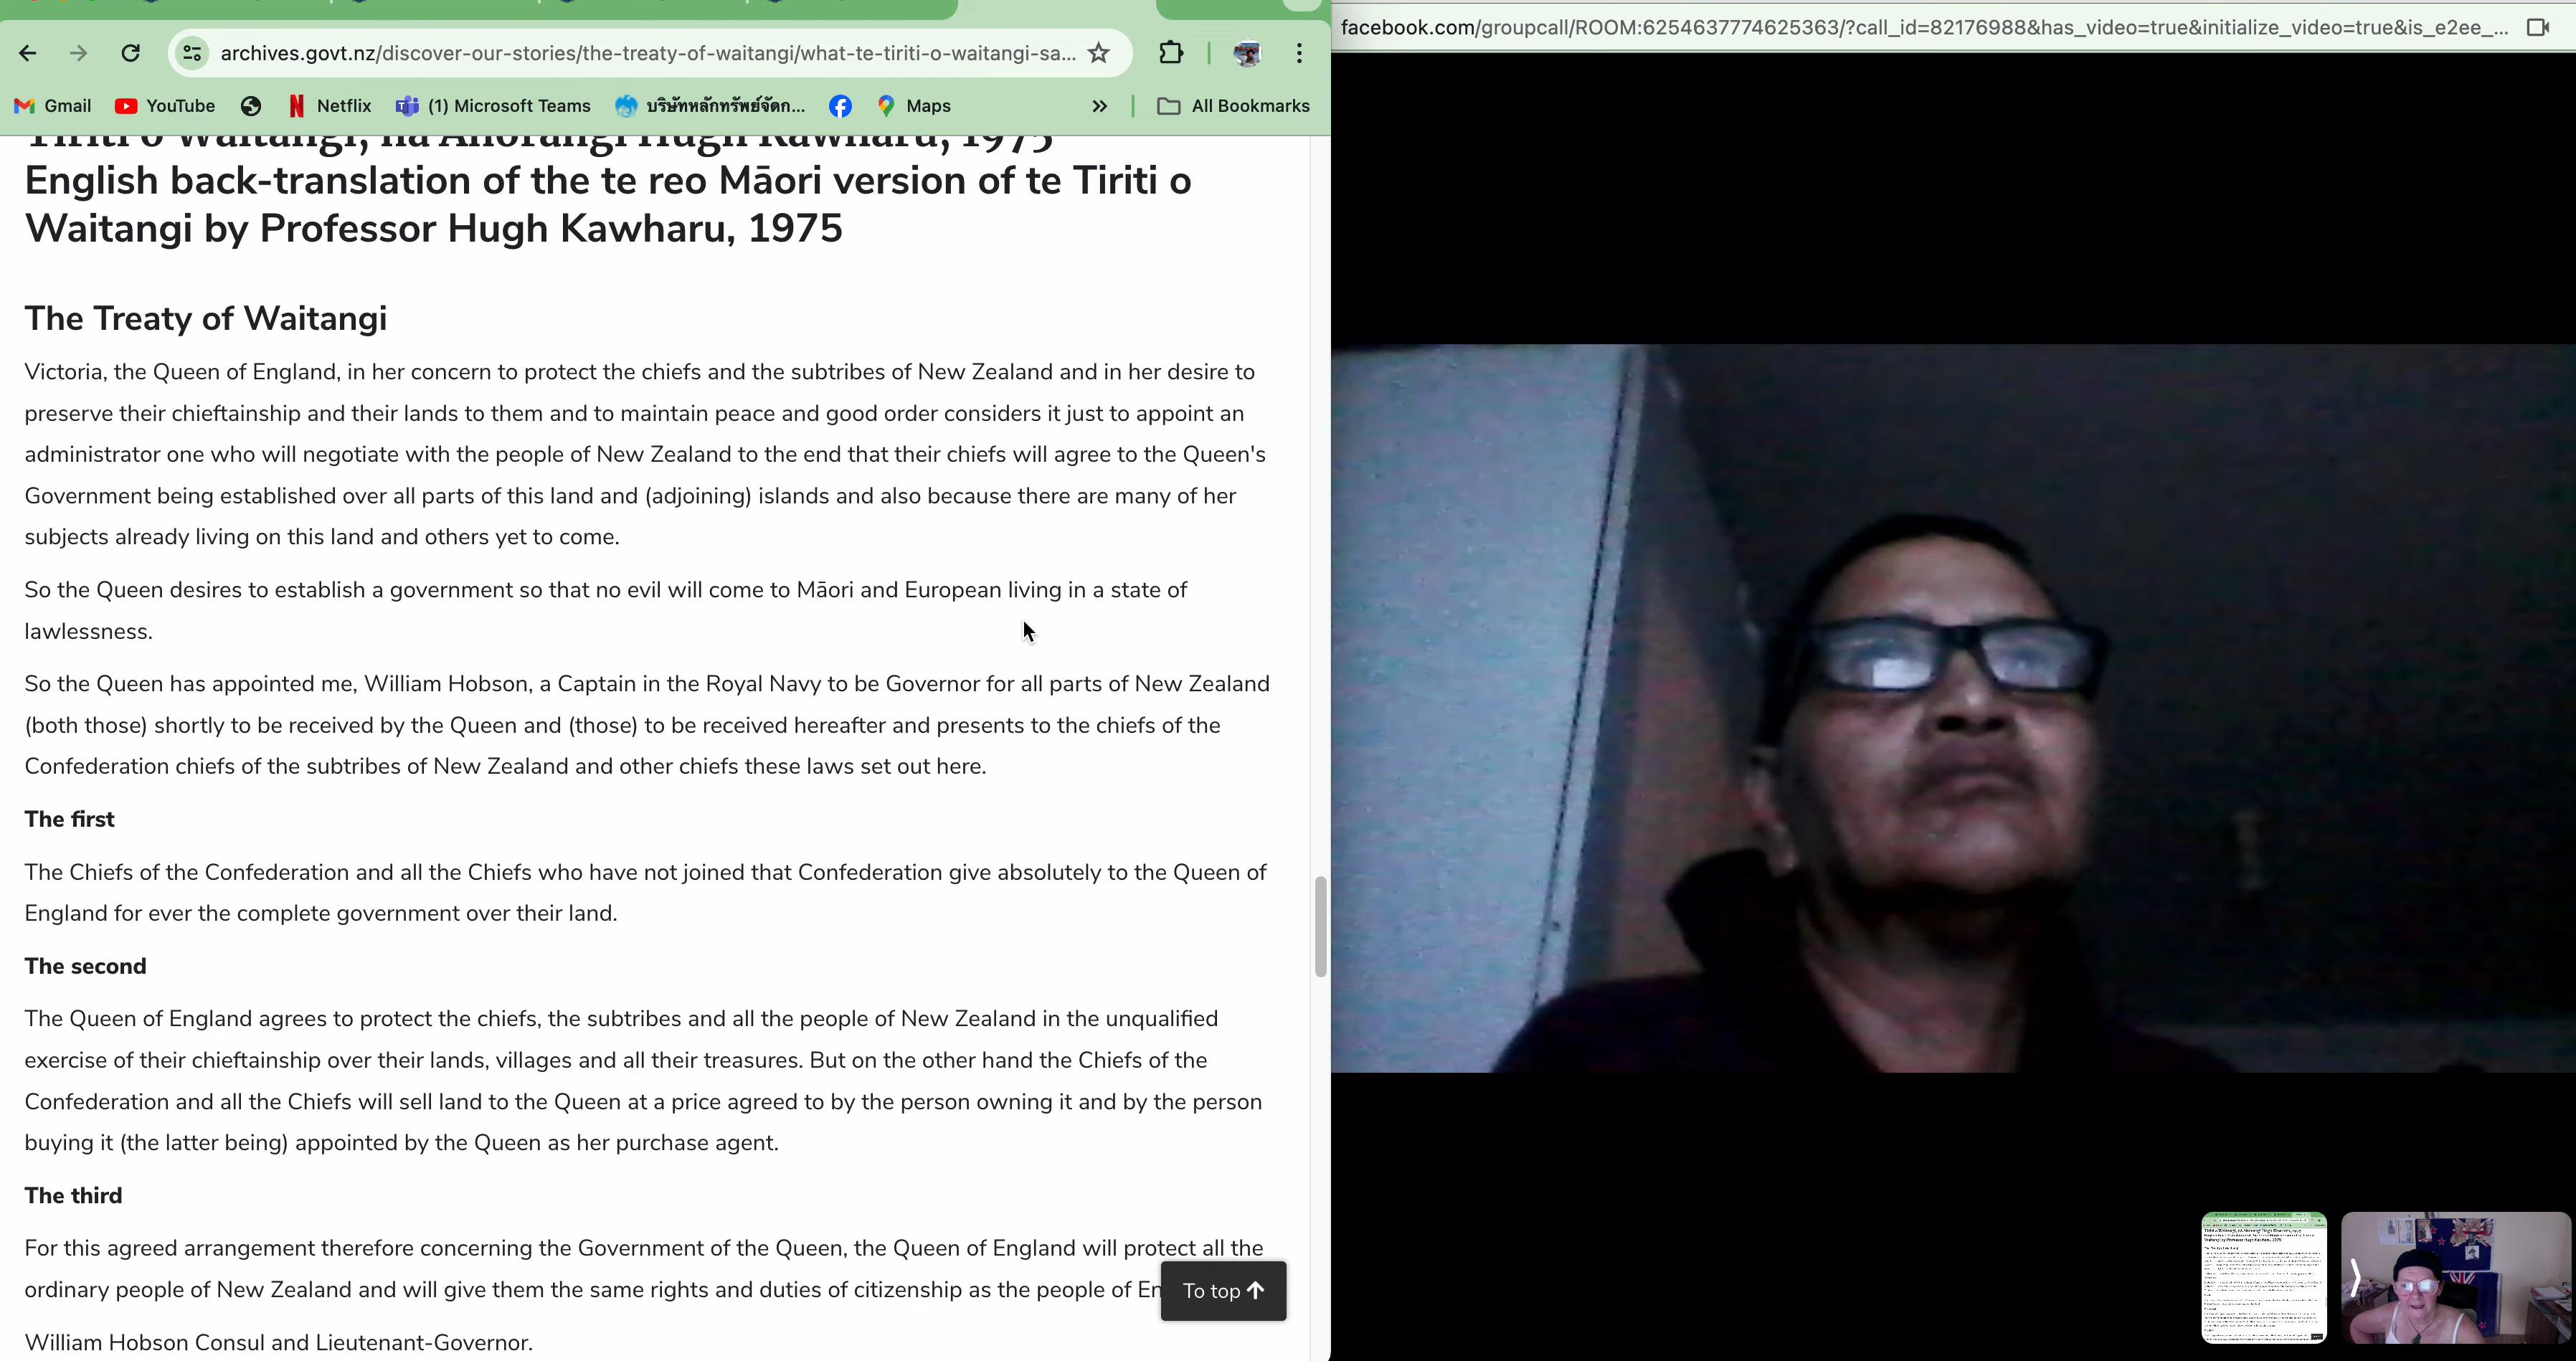 archives.govt.nz/discover-our-stories/the-treaty-of-waitangi/what-te-tiriti-o-waitangi-sa...
facebook.com/groupcall/ROOM:6254637774625363/?call_id=82176988&has_video=true&initialize_video=true&is_e2ee_...
Gmail YouTube Netflix (1) Microsoft Teams บริษัทหลักทรัพย์จัดก... Maps » All Bookmarks
Tiriti o Waitangi, nā Ahorangi Hugh Kawharu, 1975
English back-translation of the te reo Māori version of te Tiriti o
Waitangi by Professor Hugh Kawharu, 1975
The Treaty of Waitangi
Victoria, the Queen of England, in her concern to protect the chiefs and the subtribes of New Zealand and in her desire to
preserve their chieftainship and their lands to them and to maintain peace and good order considers it just to appoint an
administrator one who will negotiate with the people of New Zealand to the end that their chiefs will agree to the Queen's
Government being established over all parts of this land and (adjoining) islands and also because there are many of her
subjects already living on this land and others yet to come.
So the Queen desires to establish a government so that no evil will come to Māori and European living in a state of
lawlessness.
So the Queen has appointed me, William Hobson, a Captain in the Royal Navy to be Governor for all parts of New Zealand
(both those) shortly to be received by the Queen and (those) to be received hereafter and presents to the chiefs of the
Confederation chiefs of the subtribes of New Zealand and other chiefs these laws set out here.
The first
The Chiefs of the Confederation and all the Chiefs who have not joined that Confederation give absolutely to the Queen of
England for ever the complete government over their land.
The second
The Queen of England agrees to protect the chiefs, the subtribes and all the people of New Zealand in the unqualified
exercise of their chieftainship over their lands, villages and all their treasures. But on the other hand the Chiefs of the
Confederation and all the Chiefs will sell land to the Queen at a price agreed to by the person owning it and by the person
buying it (the latter being) appointed by the Queen as her purchase agent.
The third
For this agreed arrangement therefore concerning the Government of the Queen, the Queen of England will protect all the
ordinary people of New Zealand and will give them the same rights and duties of citizenship as the people of En
To top
William Hobson Consul and Lieutenant-Governor.